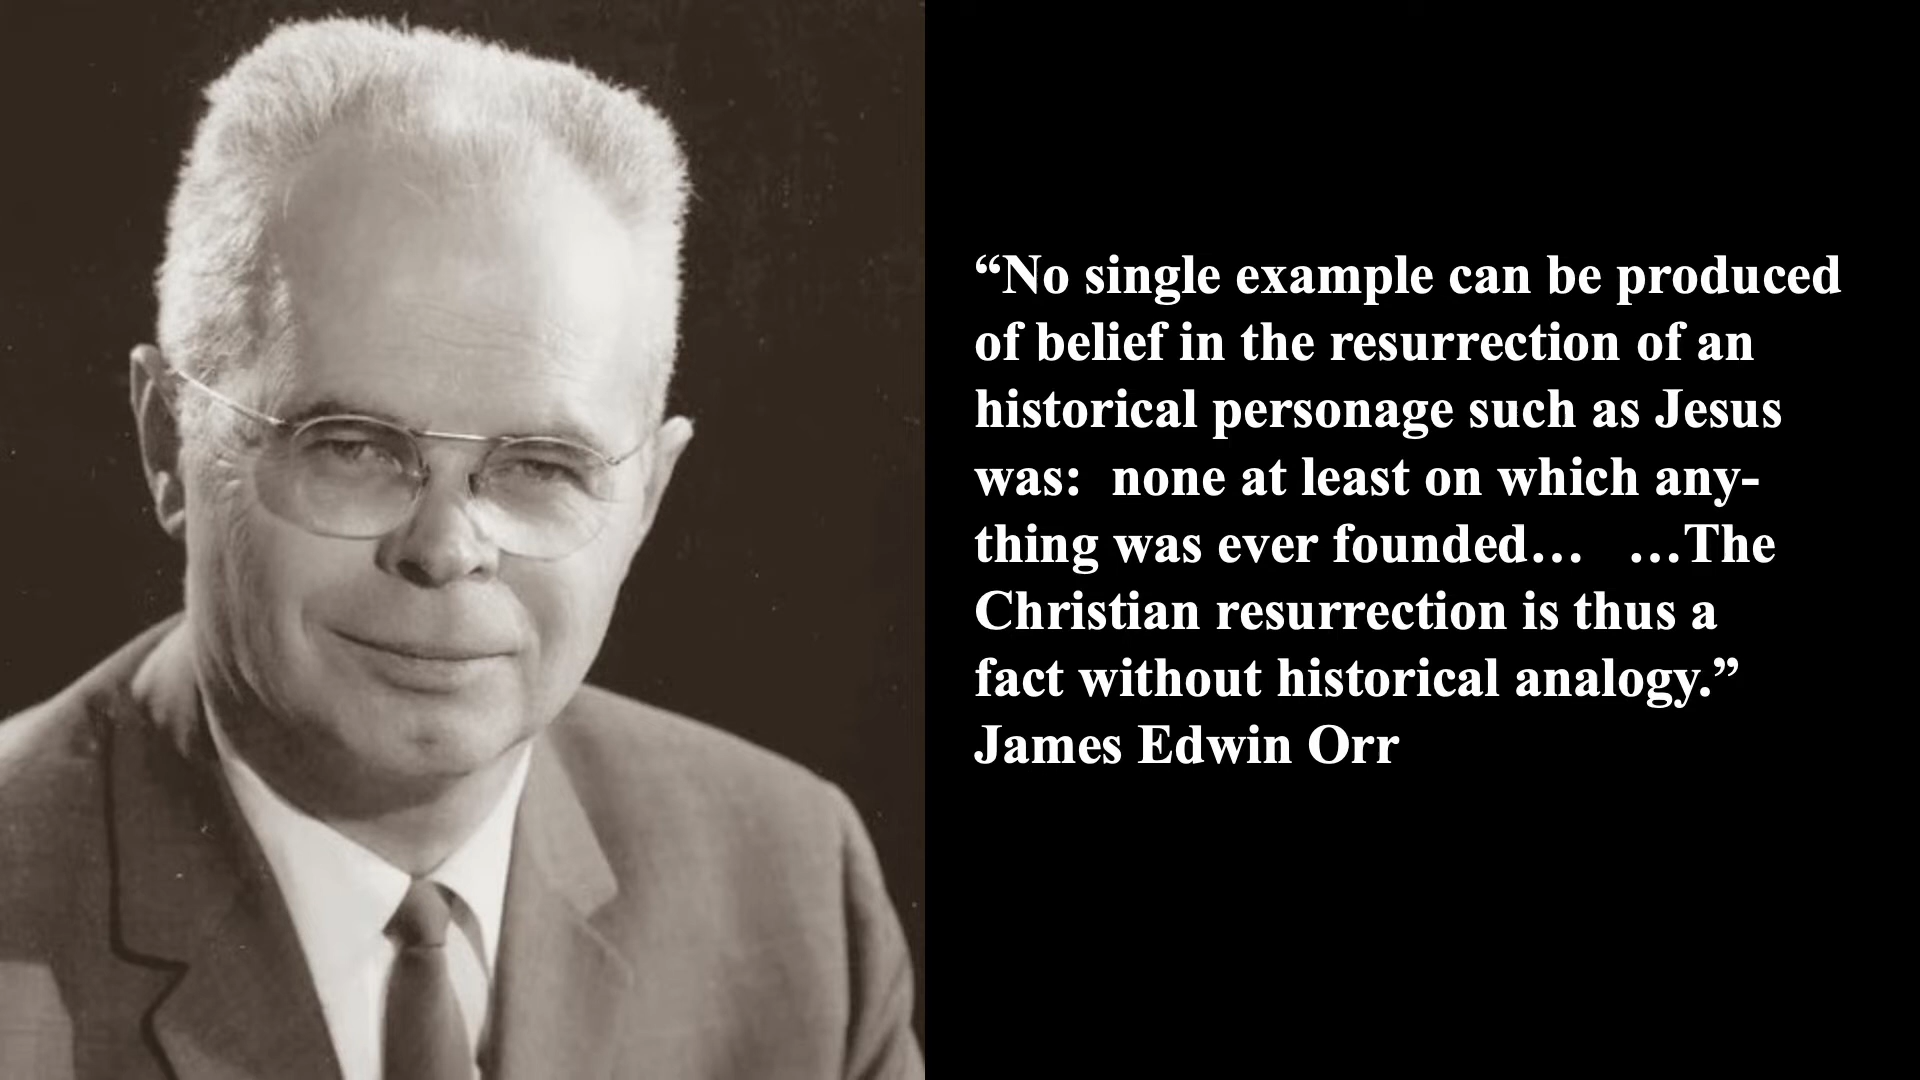 “No single example can be produced
of belief in the resurrection of an
historical personage such as Jesus
was:  none at least on which any-
thing was ever founded…   …The
Christian resurrection is thus a
fact without historical analogy.”
James Edwin Orr